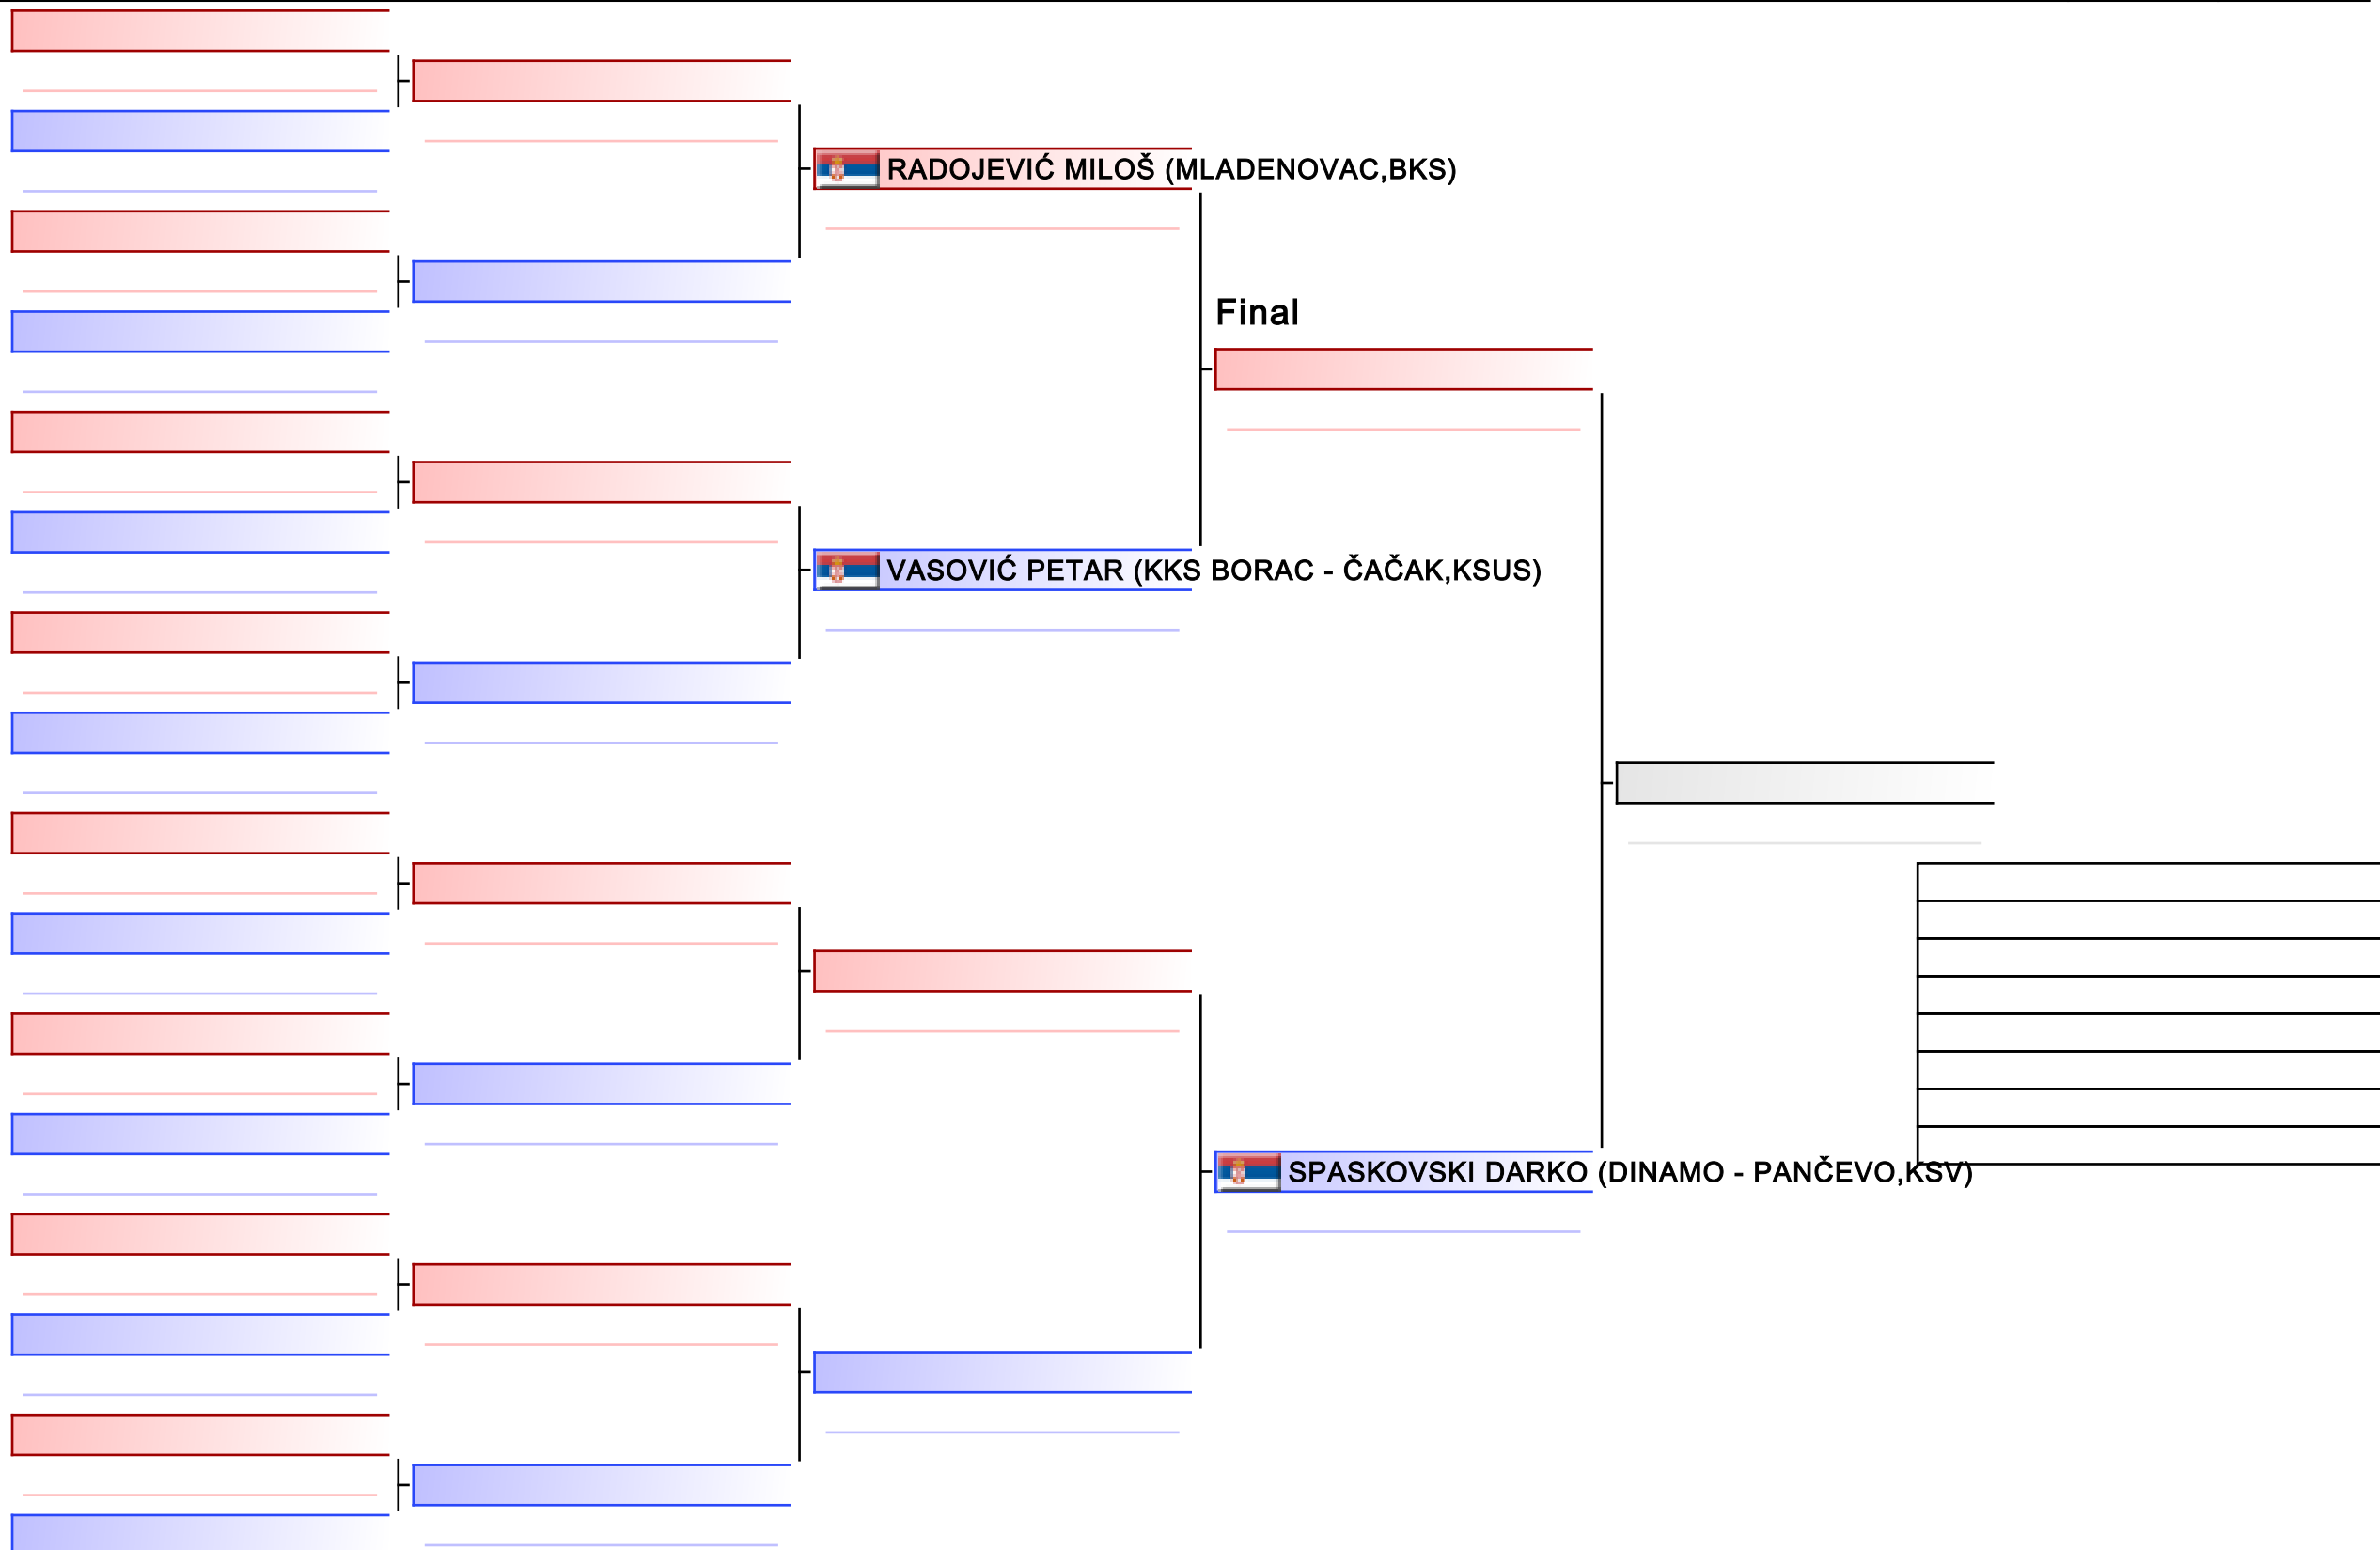 RADOJEVIĆ MILOŠ (MLADENOVAC,BKS)
Final
VASOVIĆ PETAR (KKS BORAC - ČAČAK,KSUS)
SPASKOVSKI DARKO (DINAMO - PANČEVO,KSV)